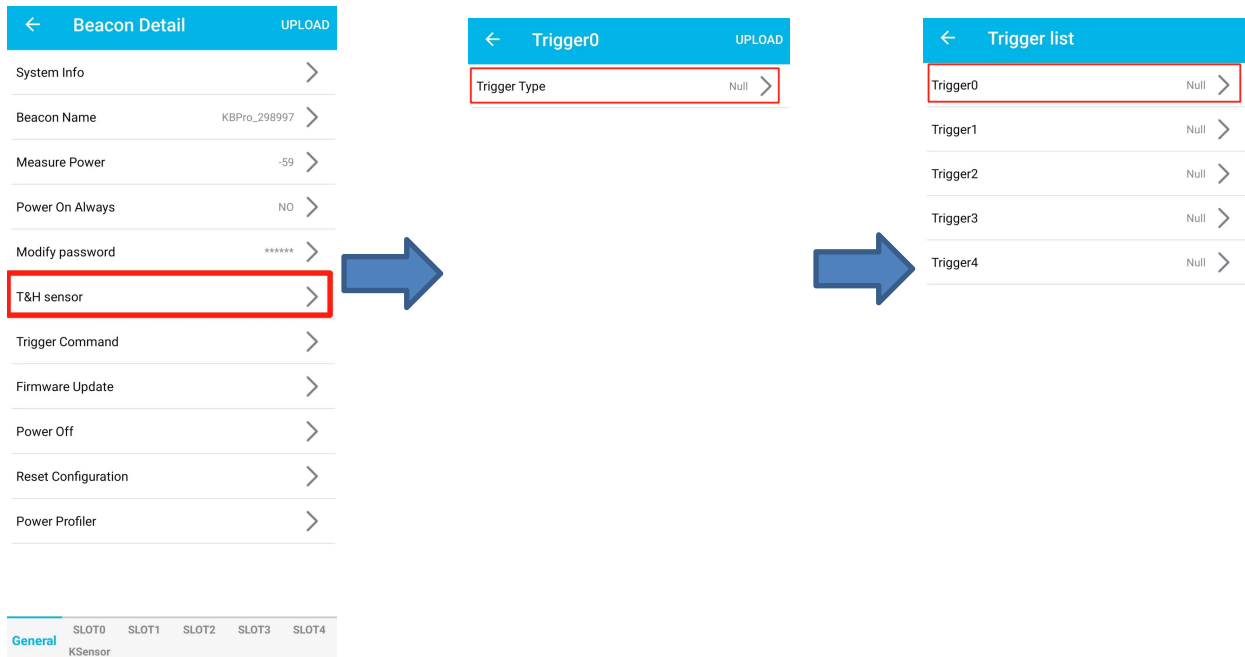 Beacon Detail UPLOAD
System Info
Beacon Name KBPro_298997
Measure Power -59
Power On Always NO
Modify password ******
T&H sensor
Trigger Command
Firmware Update
Power Off
Reset Configuration
Power Profiler
General SLOT0 SLOT1 SLOT2 SLOT3 SLOT4
KSensor
Trigger0 UPLOAD
Trigger Type Null
Trigger list
Trigger0 Null
Trigger1 Null
Trigger2 Null
Trigger3 Null
Trigger4 Null